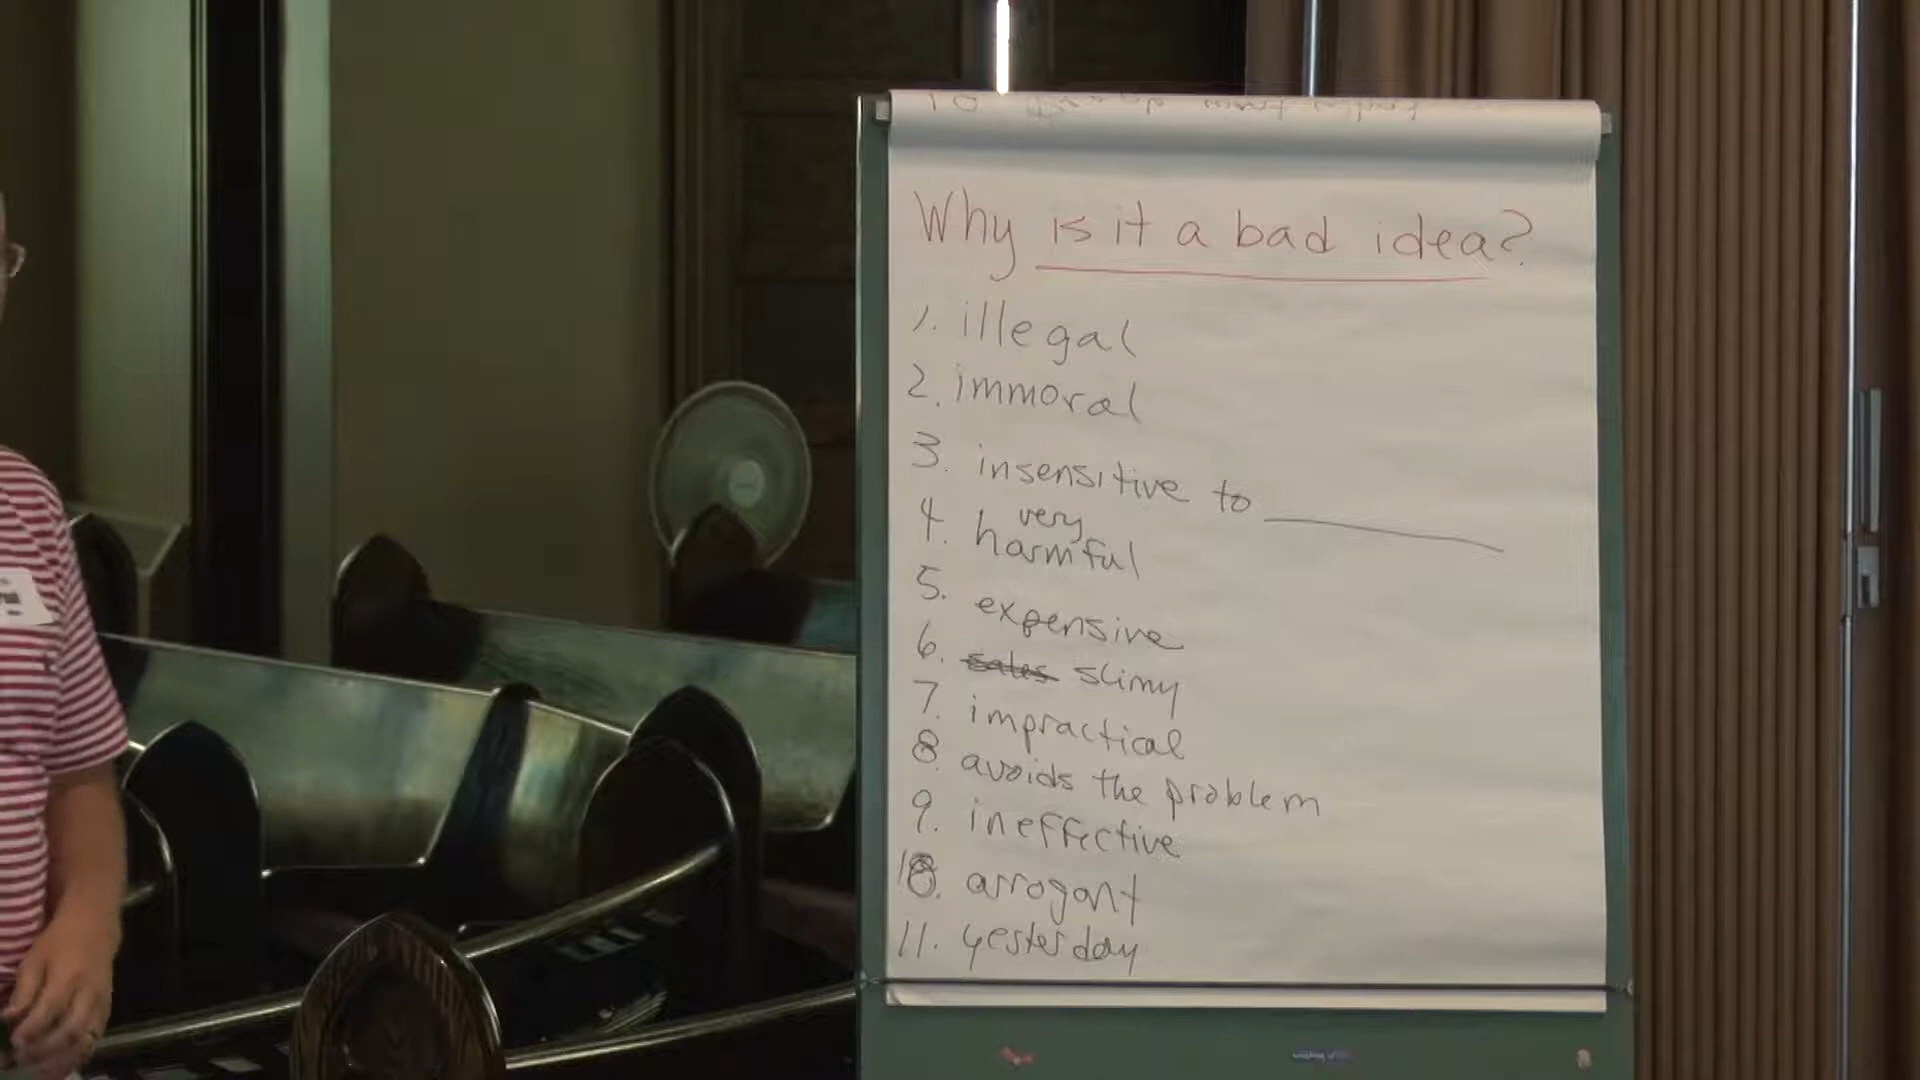 Why is it a bad idea?
1. illegal
2. immoral
3. insensitive to
4. very harmful
5. expensive
6. sales slimy
7. impractical
8. avoids the problem
9. ineffective
10. arrogant
11. yesterday